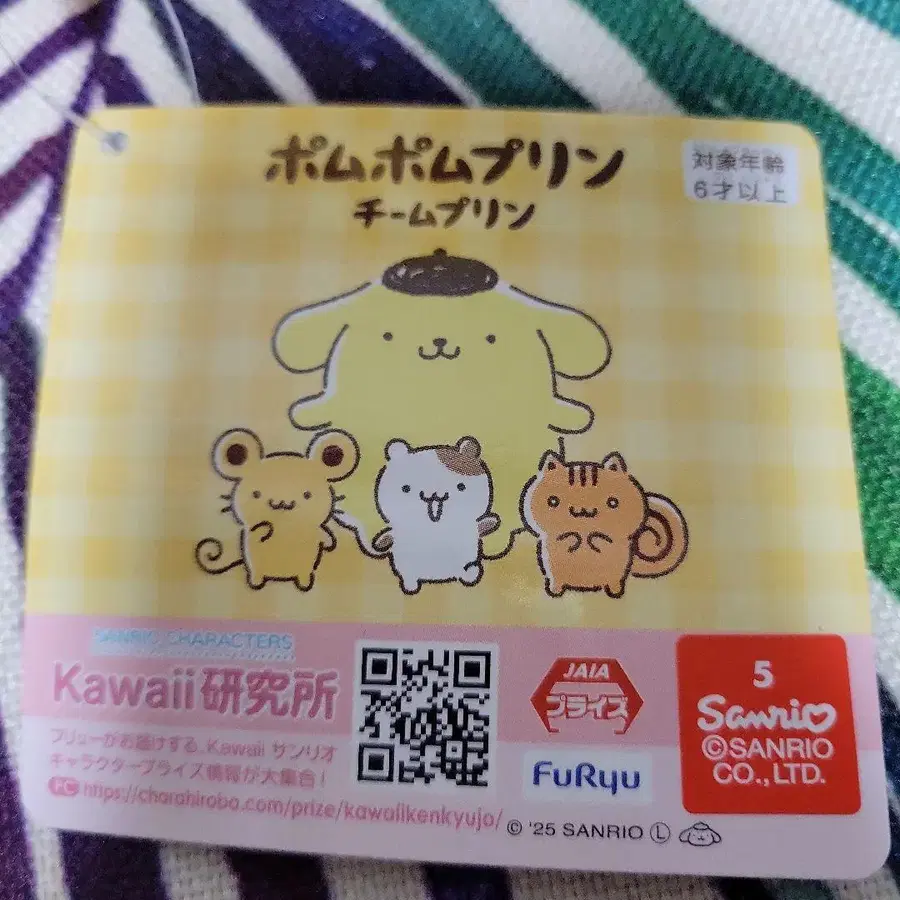 ポムポムプリン
チームプリン
対象年齢
6才以上
SANRIO CHARACTERS
Kawaii研究所
フリューがお届けする、Kawaii サンリオ
キャラクタープライズ情報が大集合!
PC https://charahiroba.com/prize/kawaiikenkyujo/
JAIA
プライズ
FuRyu
5
Sanrio
©SANRIO
CO., LTD.
© '25 SANRIO Ⓛ